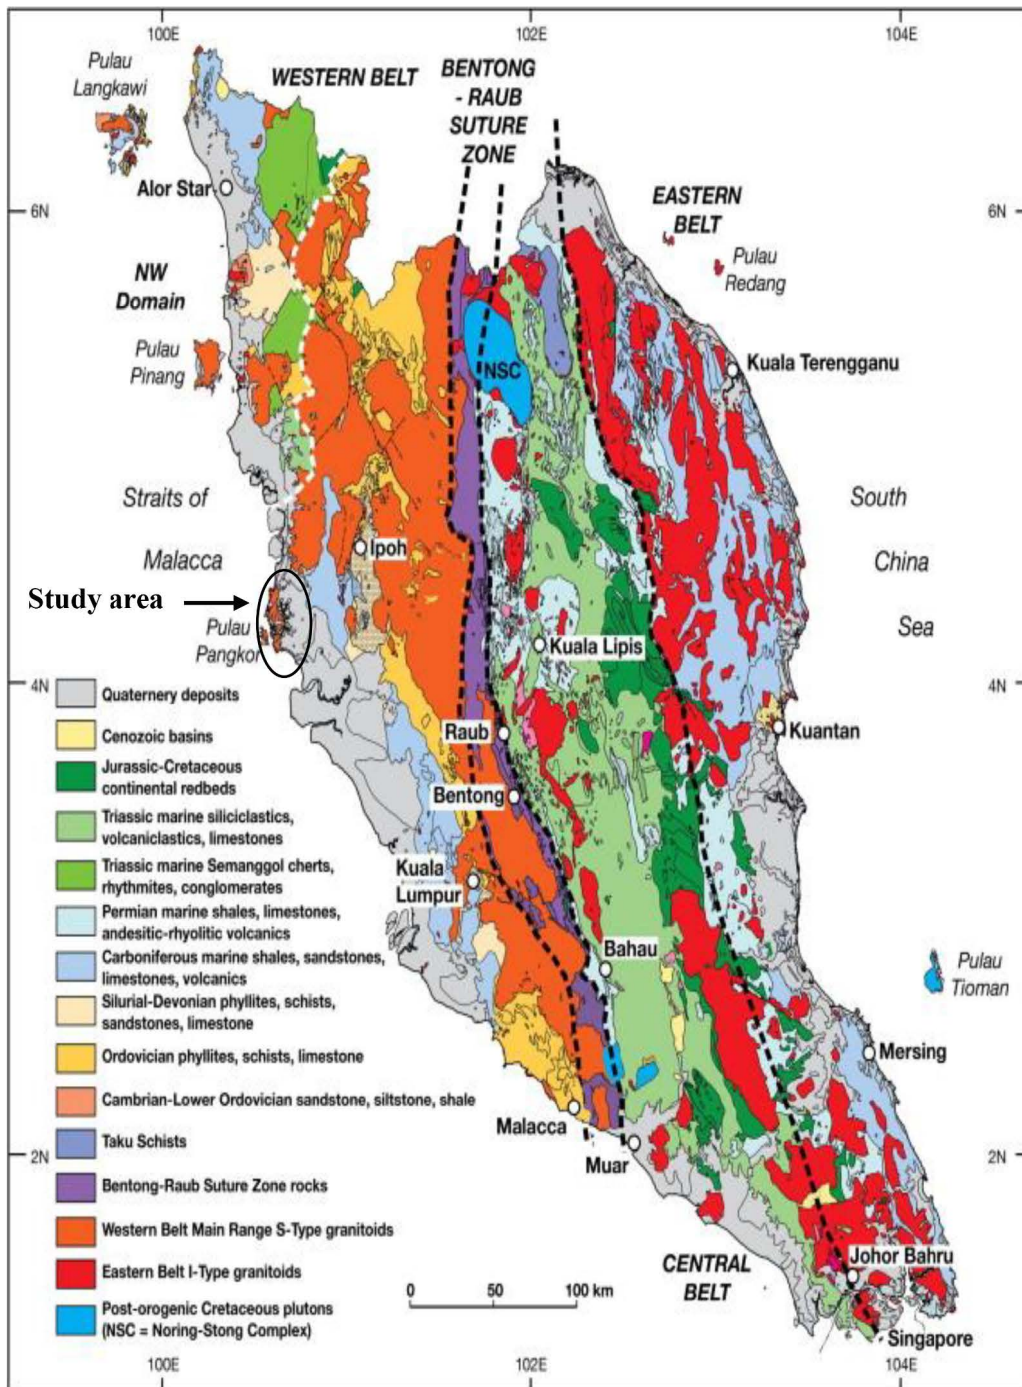 100E
102E
104E
Pulau
Langkawi
WESTERN BELT
BENTONG
- RAUB
SUTURE
ZONE
Alor Star
6N
6N
EASTERN
BELT
Pulau
Redang
NW
Domain
Pulau
Pinang
NSC
Kuala Terengganu
Straits of
Malacca
South
China
Sea
Ipoh
Study area
Pulau
Pangkor
Kuala Lipis
4N
4N
Raub
Kuantan
Bentong
Kuala
Lumpur
Bahau
Pulau
Tioman
Mersing
Malacca
Muar
2N
2N
CENTRAL
BELT
Johor Bahru
Singapore
Quaternery deposits
Cenozoic basins
Jurassic-Cretaceous
continental redbeds
Triassic marine siliciclastics,
volcaniclastics, limestones
Triassic marine Semanggol cherts,
rhythmites, conglomerates
Permian marine shales, limestones,
andesitic-rhyolitic volcanics
Carboniferous marine shales, sandstones,
limestones, volcanics
Silurial-Devonian phyllites, schists,
sandstones, limestone
Ordovician phyllites, schists, limestone
Cambrian-Lower Ordovician sandstone, siltstone, shale
Taku Schists
Bentong-Raub Suture Zone rocks
Western Belt Main Range S-Type granitoids
Eastern Belt I-Type granitoids
Post-orogenic Cretaceous plutons
(NSC = Noring-Stong Complex)
0 50 100 km
100E
102E
104E